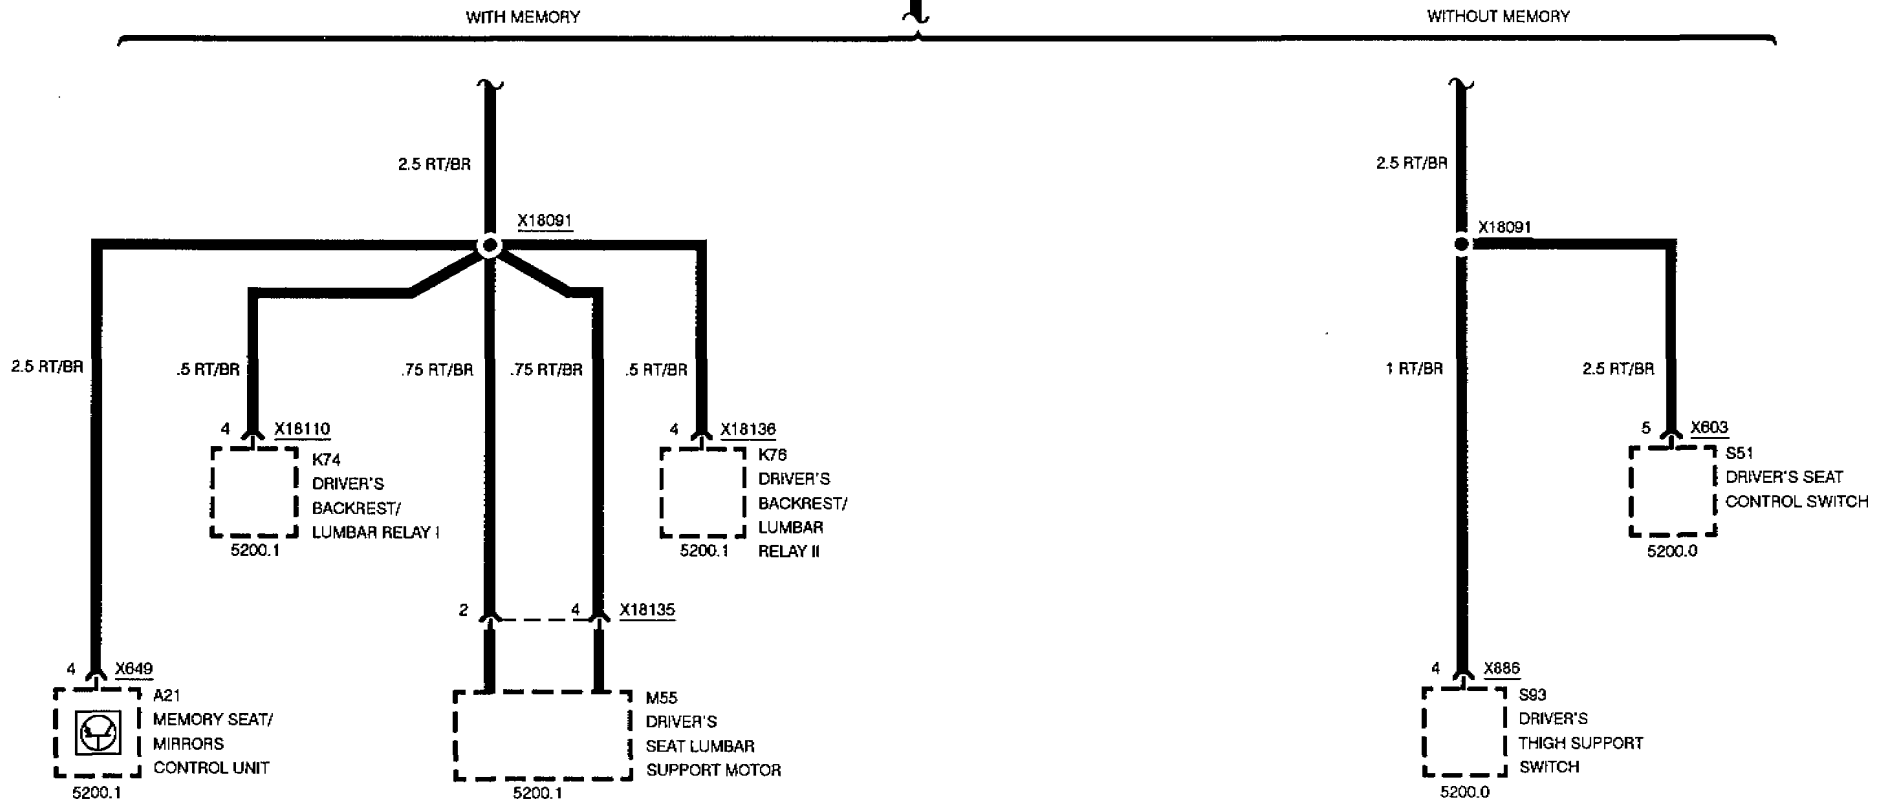 WITH MEMORY
WITHOUT MEMORY
2.5 RT/BR
2.5 RT/BR
X18091
X18091
2.5 RT/BR
.5 RT/BR
.75 RT/BR
.75 RT/BR
.5 RT/BR
1 RT/BR
2.5 RT/BR
4
X18110
4
X18136
5
X603
K74
DRIVER'S
BACKREST/
LUMBAR RELAY I
5200.1
K76
DRIVER'S
BACKREST/
LUMBAR
RELAY II
5200.1
S51
DRIVER'S SEAT
CONTROL SWITCH
5200.0
2
4
X18135
4
X649
A21
MEMORY SEAT/
MIRRORS
CONTROL UNIT
5200.1
M55
DRIVER'S
SEAT LUMBAR
SUPPORT MOTOR
5200.1
4
X886
S93
DRIVER'S
THIGH SUPPORT
SWITCH
5200.0